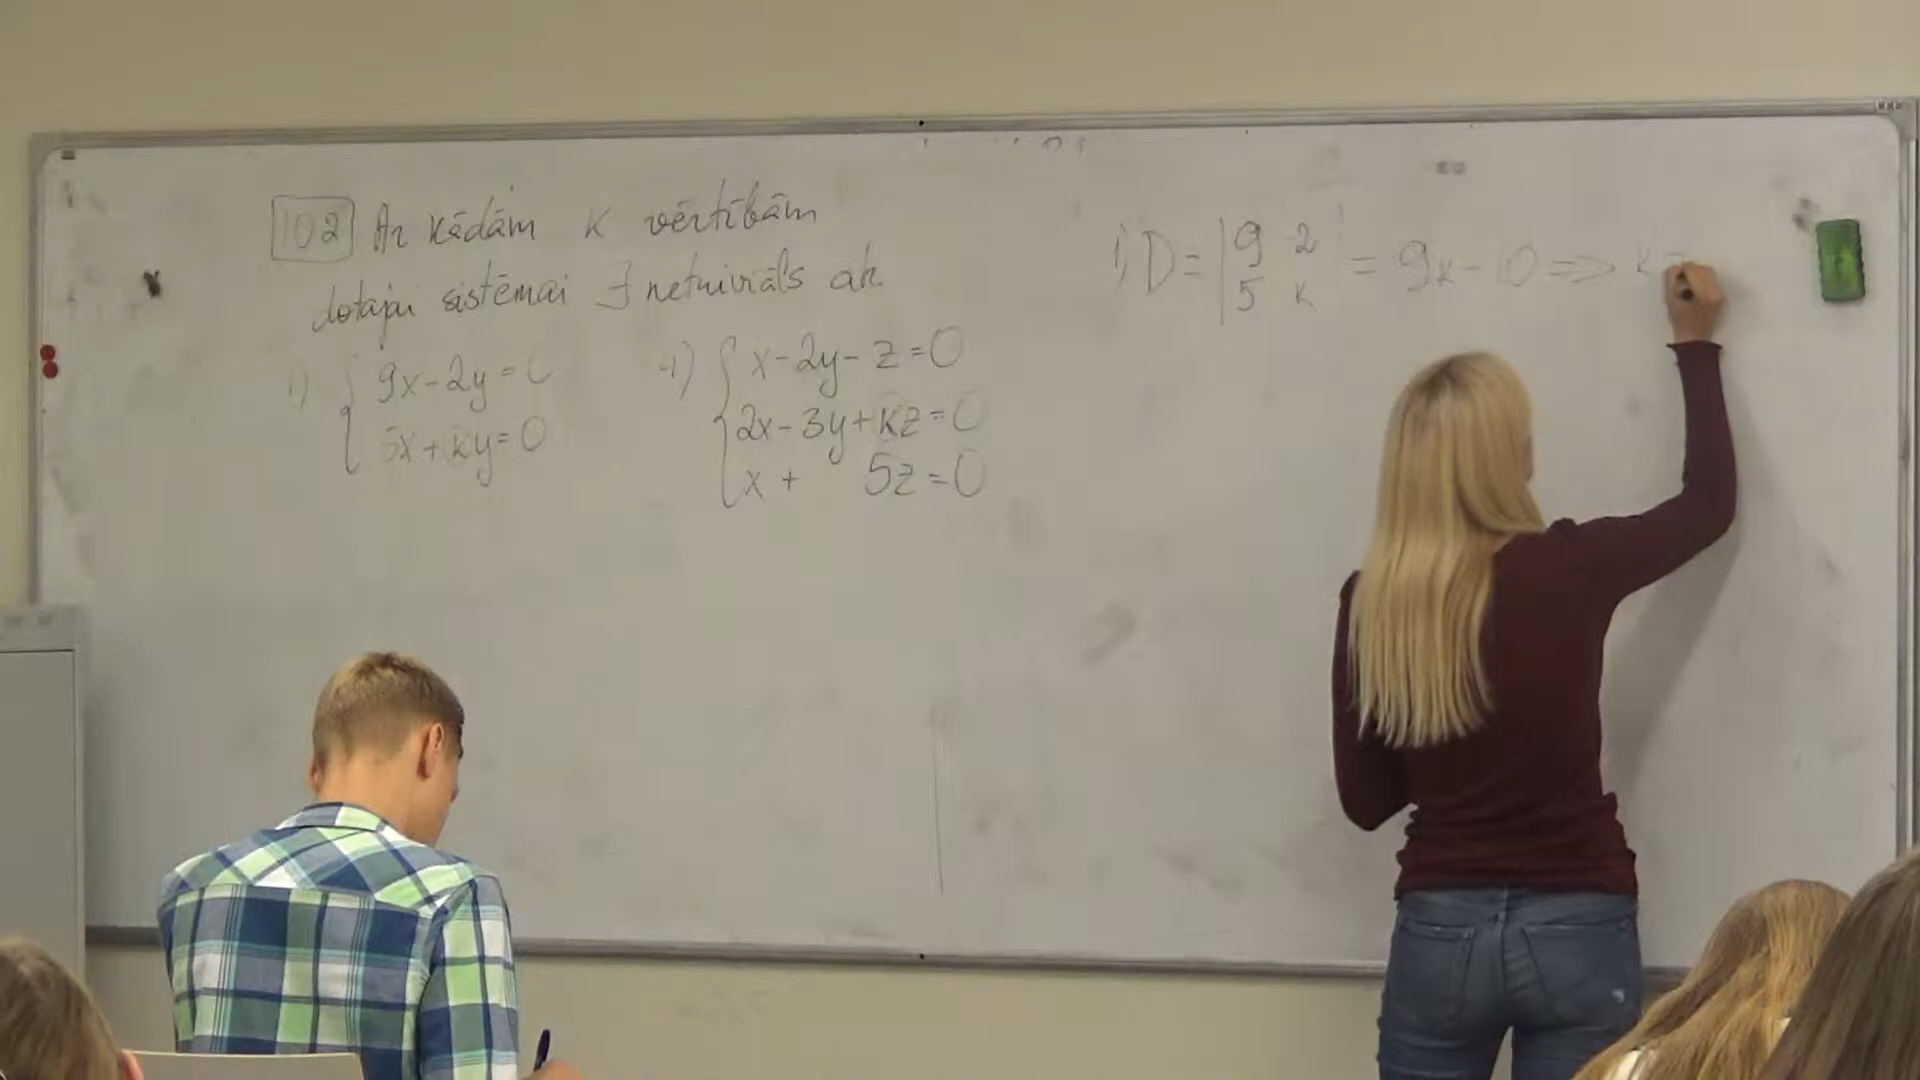 102 Ar kādām k vērtībām
dotajai sistēmai ∃ netriviāls atr.
1) { 9x-2y=0
5x+ky=0
4) { x-2y-z=0
2x-3y+kz=0
x+ 5z=0
1) D = | 9 2
5 k | = 9k-10 => k=